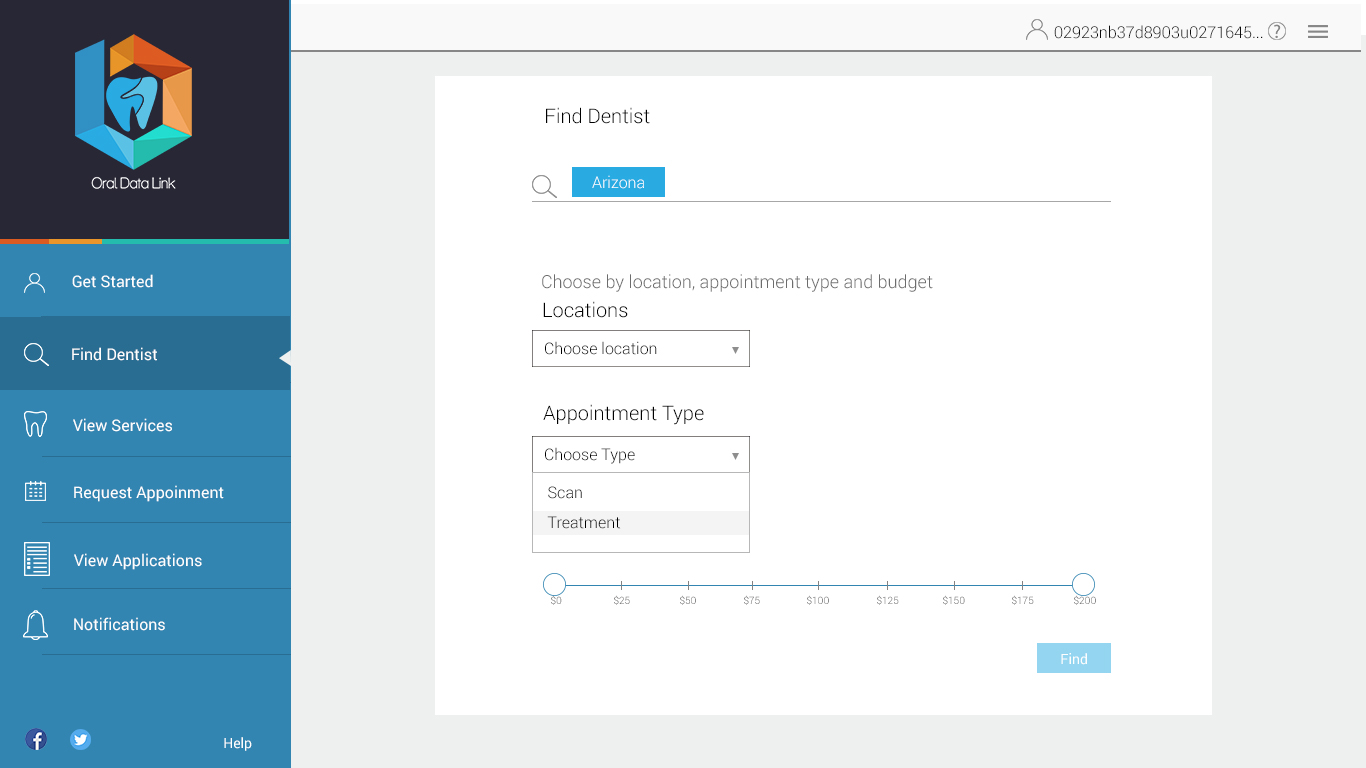 02923nb37d8903u0271645... ?
Oral Data Link
Get Started
Find Dentist
View Services
Request Appoinment
View Applications
Notifications
Help
Find Dentist
Arizona
Choose by location, appointment type and budget
Locations
Choose location
Appointment Type
Choose Type
Scan
Treatment
$0 $25 $50 $75 $100 $125 $150 $175 $200
Find